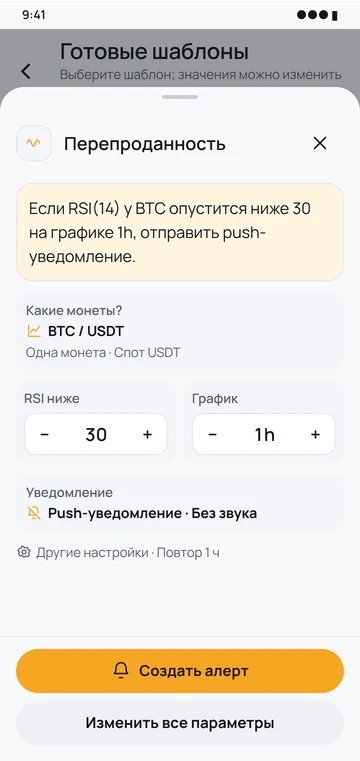 9:41
Готовые шаблоны
Выберите шаблон; значения можно изменить
Перепроданность
Если RSI(14) у BTC опустится ниже 30
на графике 1h, отправить push-
уведомление.
Какие монеты?
BTC / USDT
Одна монета · Спот USDT
RSI ниже
График
− 30 +
− 1h +
Уведомление
Push-уведомление · Без звука
Другие настройки · Повтор 1 ч
Создать алерт
Изменить все параметры